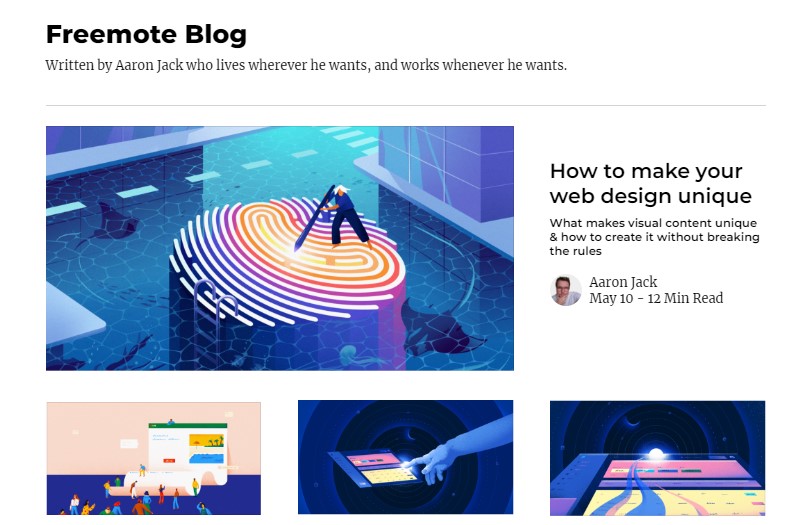 Freemote Blog
Written by Aaron Jack who lives wherever he wants, and works whenever he wants.
How to make your
web design unique
What makes visual content unique
& how to create it without breaking
the rules
Aaron Jack
May 10 - 12 Min Read